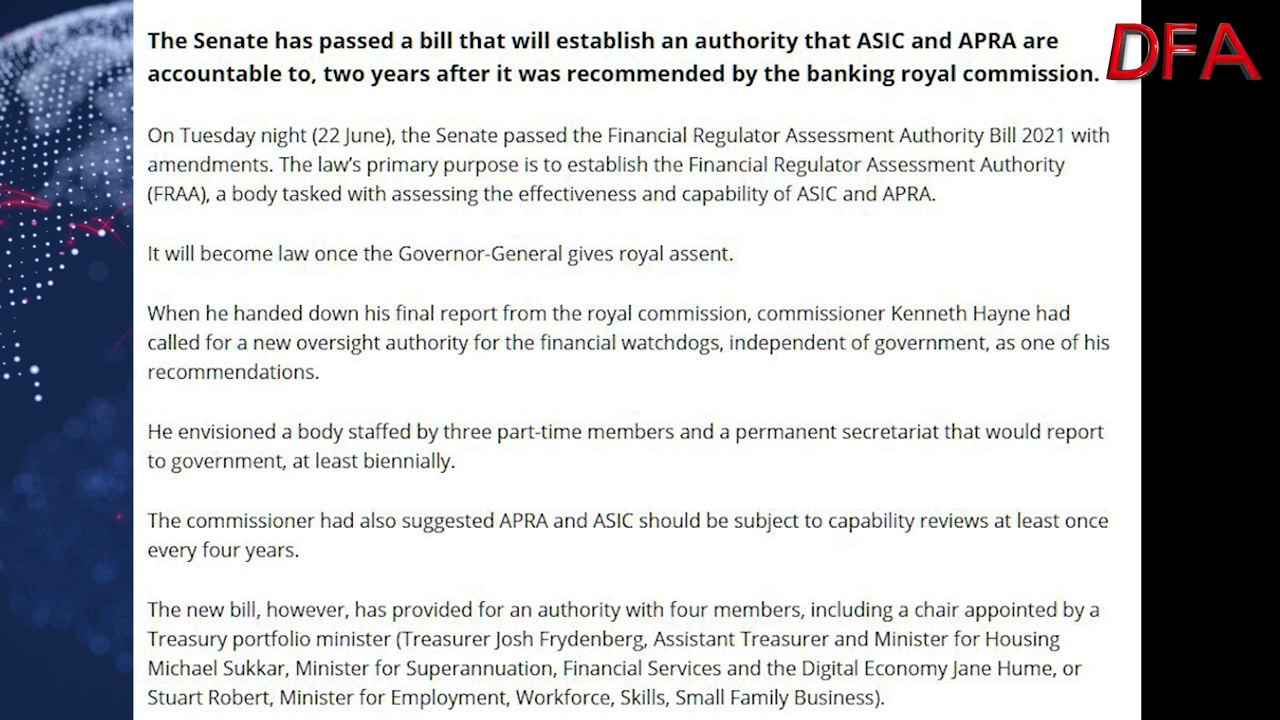 The Senate has passed a bill that will establish an authority that ASIC and APRA are
accountable to, two years after it was recommended by the banking royal commission.
DFA
On Tuesday night (22 June), the Senate passed the Financial Regulator Assessment Authority Bill 2021 with
amendments. The law’s primary purpose is to establish the Financial Regulator Assessment Authority
(FRAA), a body tasked with assessing the effectiveness and capability of ASIC and APRA.
It will become law once the Governor-General gives royal assent.
When he handed down his final report from the royal commission, commissioner Kenneth Hayne had
called for a new oversight authority for the financial watchdogs, independent of government, as one of his
recommendations.
He envisioned a body staffed by three part-time members and a permanent secretariat that would report
to government, at least biennially.
The commissioner had also suggested APRA and ASIC should be subject to capability reviews at least once
every four years.
The new bill, however, has provided for an authority with four members, including a chair appointed by a
Treasury portfolio minister (Treasurer Josh Frydenberg, Assistant Treasurer and Minister for Housing
Michael Sukkar, Minister for Superannuation, Financial Services and the Digital Economy Jane Hume, or
Stuart Robert, Minister for Employment, Workforce, Skills, Small Family Business).